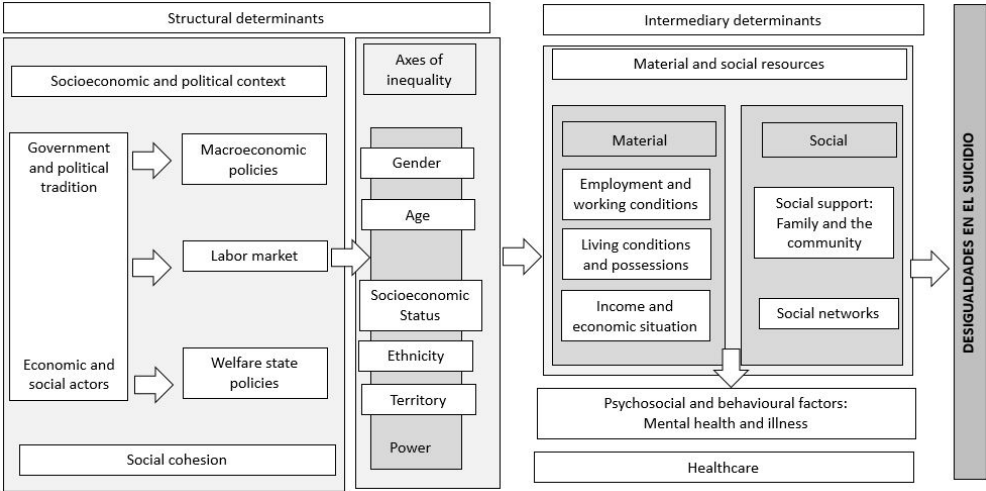 Structural determinants
Socioeconomic and political context
Government
and political
tradition
Economic and
social actors
Macroeconomic
policies
Labor market
Welfare state
policies
Social cohesion
Axes of
inequality
Gender
Age
Socioeconomic
Status
Ethnicity
Territory
Power
Intermediary determinants
Material and social resources
Material
Employment and
working conditions
Living conditions
and possessions
Income and
economic situation
Social
Social support:
Family and the
community
Social networks
Psychosocial and behavioural factors:
Mental health and illness
Healthcare
DESIGUALDADES EN EL SUICIDIO